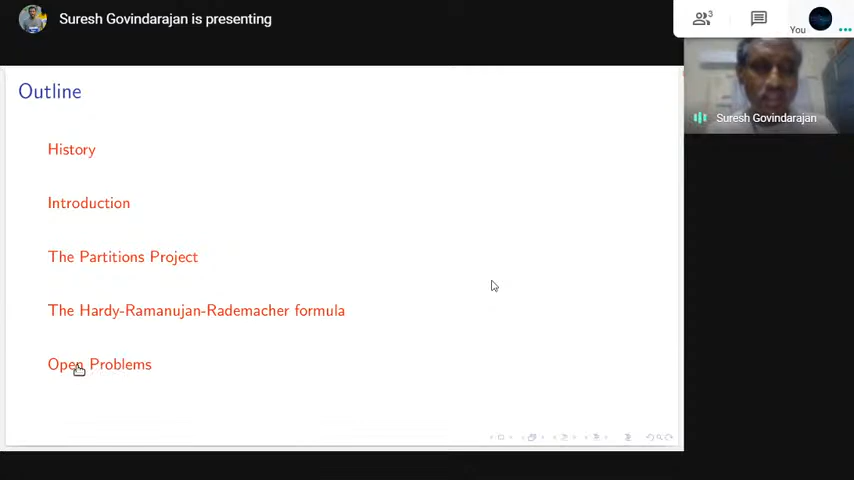 Suresh Govindarajan is presenting
3
You
Suresh Govindarajan
Outline
History
Introduction
The Partitions Project
The Hardy-Ramanujan-Rademacher formula
Open Problems